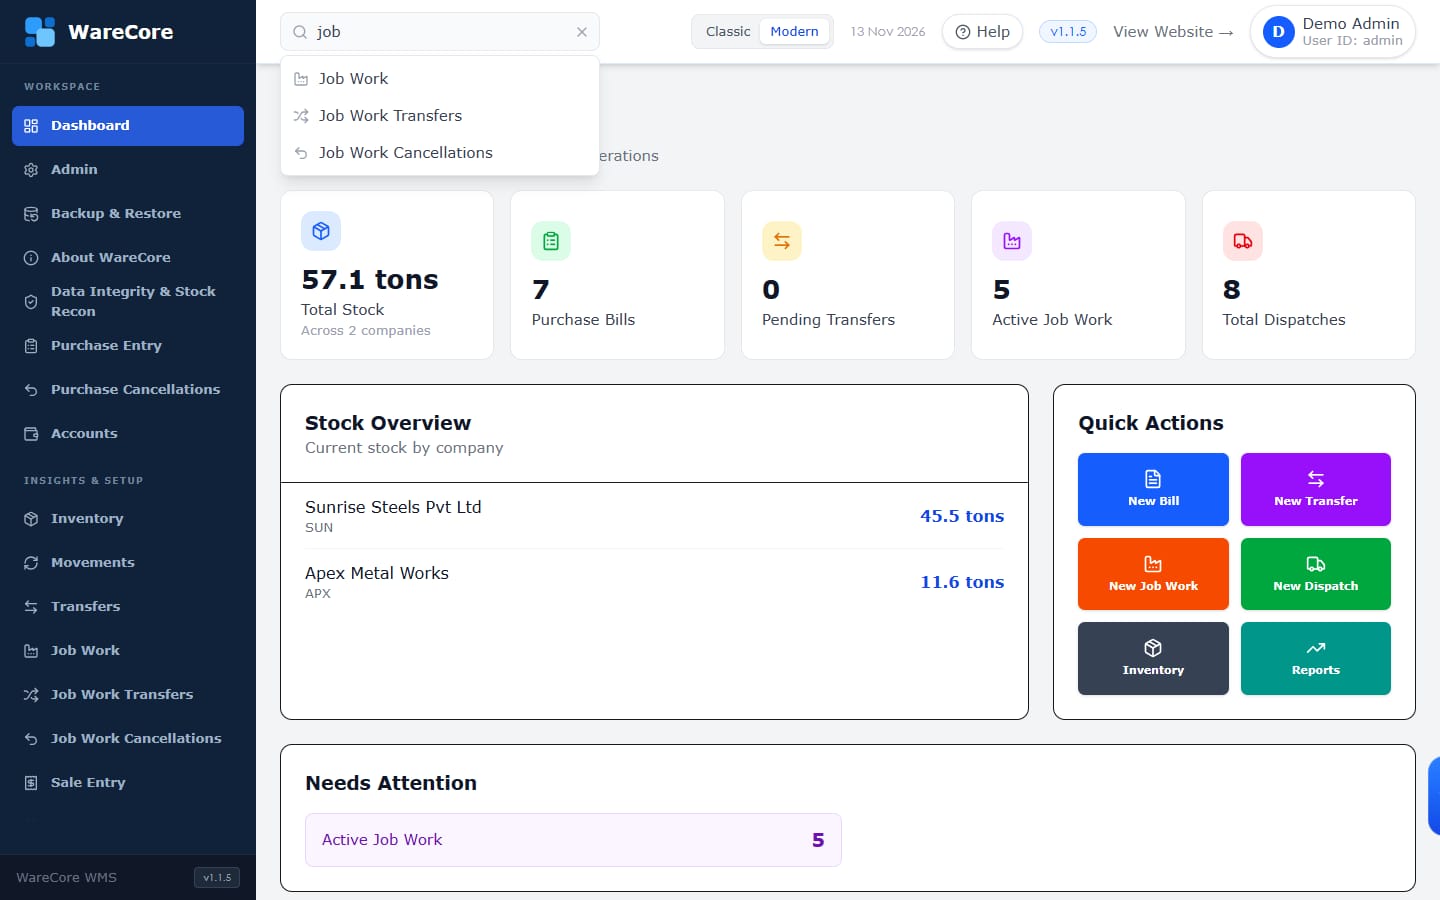 WareCore
WORKSPACE
Dashboard
Admin
Backup & Restore
About WareCore
Data Integrity & Stock
Recon
Purchase Entry
Purchase Cancellations
Accounts
INSIGHTS & SETUP
Inventory
Movements
Transfers
Job Work
Job Work Transfers
Job Work Cancellations
Sale Entry
WareCore WMS
v1.1.5
job
Classic
Modern
13 Nov 2026
Help
v1.1.5
View Website →
D
Demo Admin
User ID: admin
Job Work
Job Work Transfers
Job Work Cancellations
erations
57.1 tons
Total Stock
Across 2 companies
7
Purchase Bills
0
Pending Transfers
5
Active Job Work
8
Total Dispatches
Stock Overview
Current stock by company
Sunrise Steels Pvt Ltd
SUN
45.5 tons
Apex Metal Works
APX
11.6 tons
Quick Actions
New Bill
New Transfer
New Job Work
New Dispatch
Inventory
Reports
Needs Attention
Active Job Work
5